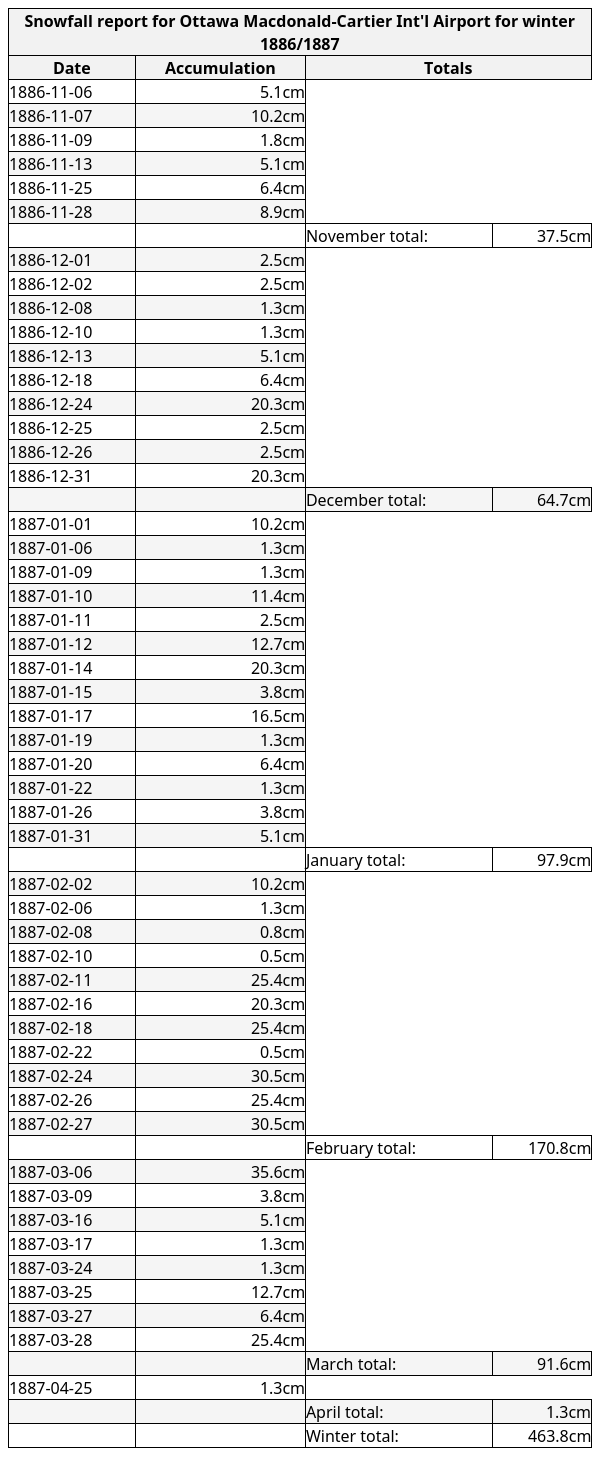 Snowfall report for Ottawa Macdonald-Cartier Int'l Airport for winter
1886/1887
Date Accumulation Totals
1886-11-06 5.1cm
1886-11-07 10.2cm
1886-11-09 1.8cm
1886-11-13 5.1cm
1886-11-25 6.4cm
1886-11-28 8.9cm
November total: 37.5cm
1886-12-01 2.5cm
1886-12-02 2.5cm
1886-12-08 1.3cm
1886-12-10 1.3cm
1886-12-13 5.1cm
1886-12-18 6.4cm
1886-12-24 20.3cm
1886-12-25 2.5cm
1886-12-26 2.5cm
1886-12-31 20.3cm
December total: 64.7cm
1887-01-01 10.2cm
1887-01-06 1.3cm
1887-01-09 1.3cm
1887-01-10 11.4cm
1887-01-11 2.5cm
1887-01-12 12.7cm
1887-01-14 20.3cm
1887-01-15 3.8cm
1887-01-17 16.5cm
1887-01-19 1.3cm
1887-01-20 6.4cm
1887-01-22 1.3cm
1887-01-26 3.8cm
1887-01-31 5.1cm
January total: 97.9cm
1887-02-02 10.2cm
1887-02-06 1.3cm
1887-02-08 0.8cm
1887-02-10 0.5cm
1887-02-11 25.4cm
1887-02-16 20.3cm
1887-02-18 25.4cm
1887-02-22 0.5cm
1887-02-24 30.5cm
1887-02-26 25.4cm
1887-02-27 30.5cm
February total: 170.8cm
1887-03-06 35.6cm
1887-03-09 3.8cm
1887-03-16 5.1cm
1887-03-17 1.3cm
1887-03-24 1.3cm
1887-03-25 12.7cm
1887-03-27 6.4cm
1887-03-28 25.4cm
March total: 91.6cm
1887-04-25 1.3cm
April total: 1.3cm
Winter total: 463.8cm